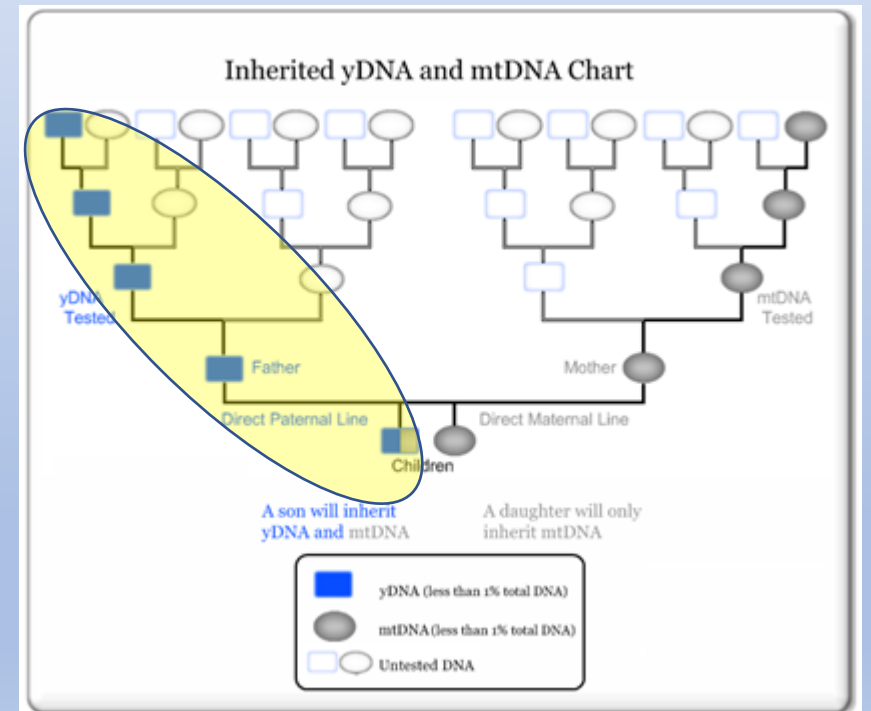 Inherited yDNA and mtDNA Chart
yDNA
Tested
mtDNA
Tested
Father
Mother
Direct Paternal Line
Direct Maternal Line
Children
A son will inherit
yDNA and mtDNA
A daughter will only
inherit mtDNA
yDNA (less than 1% total DNA)
mtDNA (less than 1% total DNA)
Untested DNA